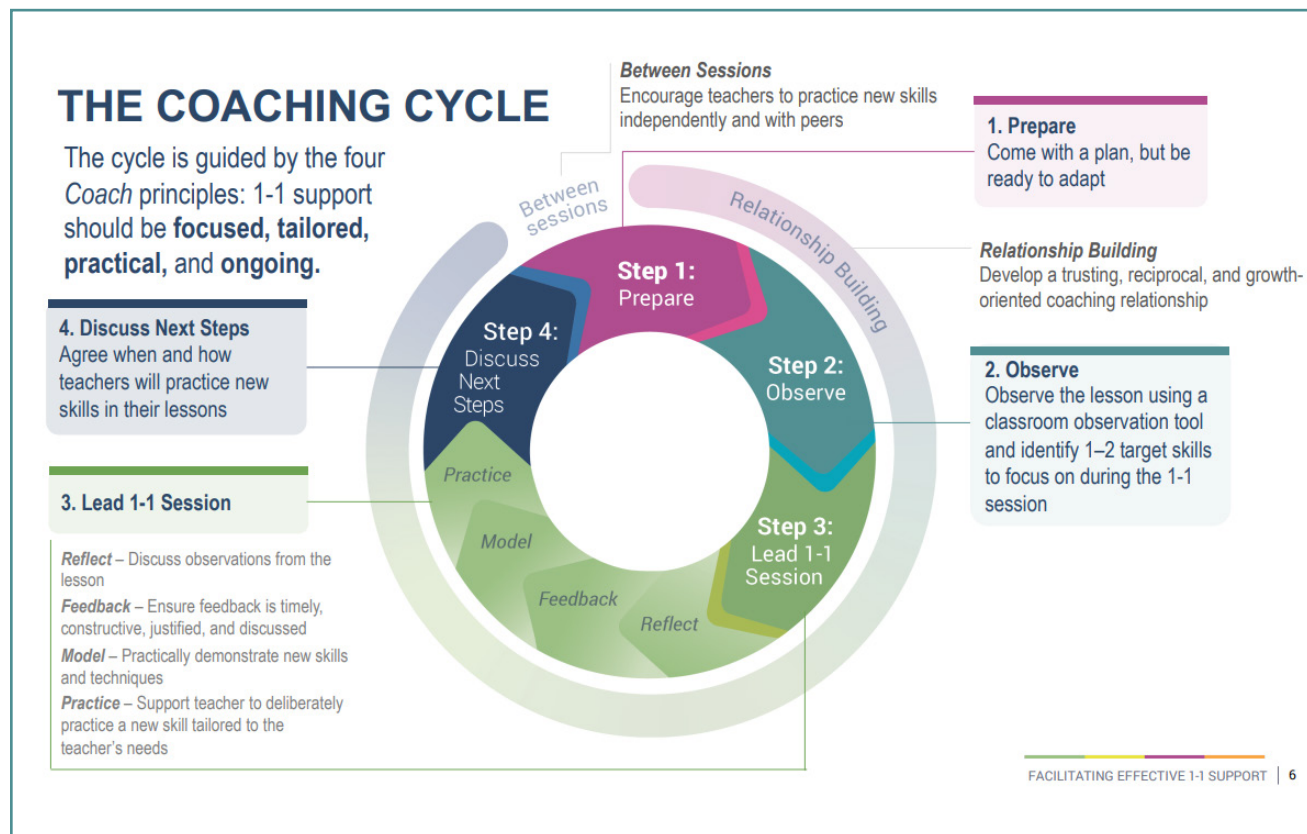 THE COACHING CYCLE
The cycle is guided by the four
Coach principles: 1-1 support
should be focused, tailored,
practical, and ongoing.
Between Sessions
Encourage teachers to practice new skills
independently and with peers
1. Prepare
Come with a plan, but be
ready to adapt
Relationship Building
Develop a trusting, reciprocal, and growth-
oriented coaching relationship
2. Observe
Observe the lesson using a
classroom observation tool
and identify 1–2 target skills
to focus on during the 1-1
session
4. Discuss Next Steps
Agree when and how
teachers will practice new
skills in their lessons
3. Lead 1-1 Session
Reflect – Discuss observations from the
lesson
Feedback – Ensure feedback is timely,
constructive, justified, and discussed
Model – Practically demonstrate new skills
and techniques
Practice – Support teacher to deliberately
practice a new skill tailored to the
teacher's needs
Between
sessions
Relationship Building
Step 1:
Prepare
Step 2:
Observe
Step 3:
Lead 1-1
Session
Reflect
Feedback
Model
Practice
Step 4:
Discuss
Next
Steps
FACILITATING EFFECTIVE 1-1 SUPPORT | 6